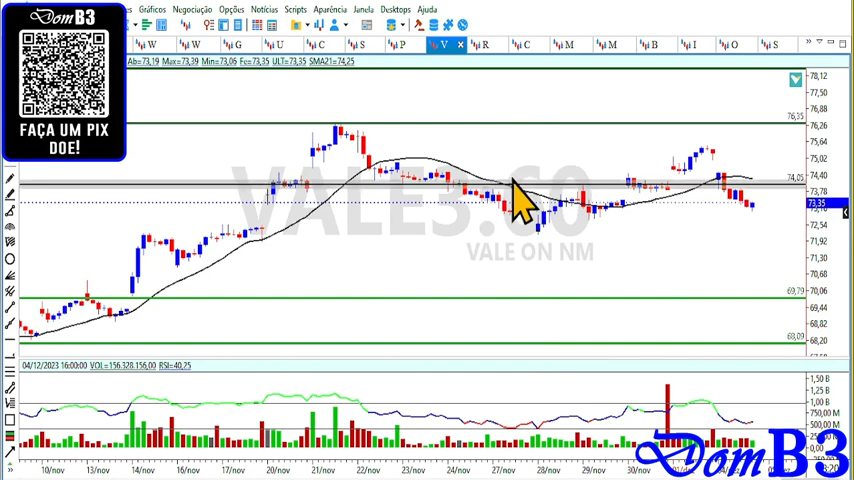 Gráficos Negociação Notícias Scripts Aparência Janela Desktops Ajuda
DomB3
FAÇA UM PIX
DOE!
W W G U D S P V R C M M B I O S
Ab=73,19 Max=73,39 Min=73,06 Fe=73,35 ULT=73,35 SMA21=74,25
VALE3.60
VALE ON NM
78,12
77,50
76,88
76,35
76,26
75,64
75,02
74,40
74,05
73,78
73,35
72,54
71,92
71,30
70,68
70,06
69,79
69,44
68,82
68,20
68,09
04/12/2023 16:00:00 VOL=156.328.156,00 RSI=40,25
1,50 B
1,25 B
1,00 B
750,00 M
500,00 M
10/nov 13/nov 14/nov 16/nov 17/nov 20/nov 21/nov 22/nov 23/nov 24/nov 27/nov 28/nov 29/nov 30/nov 01/dez
DomB3